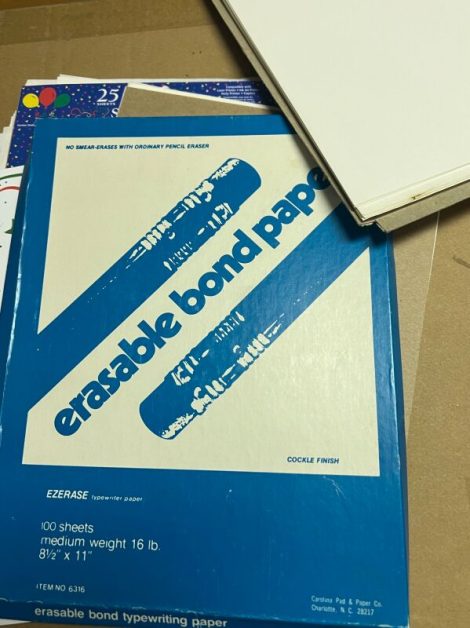 25
SHEETS
NO SMEAR-ERASES WITH ORDINARY PENCIL ERASER
erasable bond pape
COCKLE FINISH
EZERASE typewriter paper
100 sheets
medium weight 16 lb.
8½" x 11"
ITEM NO 6316
Carolina Pad & Paper Co.
Charlotte, N. C. 28217
erasable bond typewriting paper